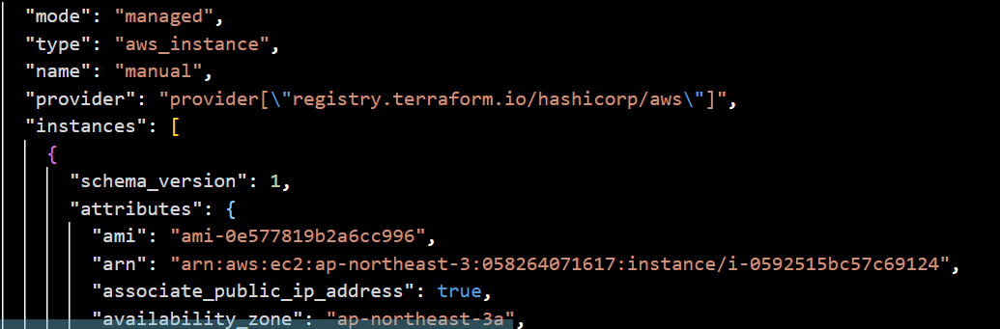 "mode": "managed",
"type": "aws_instance",
"name": "manual",
"provider": "provider[\"registry.terraform.io/hashicorp/aws\"]",
"instances": [
{
"schema_version": 1,
"attributes": {
"ami": "ami-0e577819b2a6cc996",
"arn": "arn:aws:ec2:ap-northeast-3:058264071617:instance/i-0592515bc57c69124",
"associate_public_ip_address": true,
"availability_zone": "ap-northeast-3a",